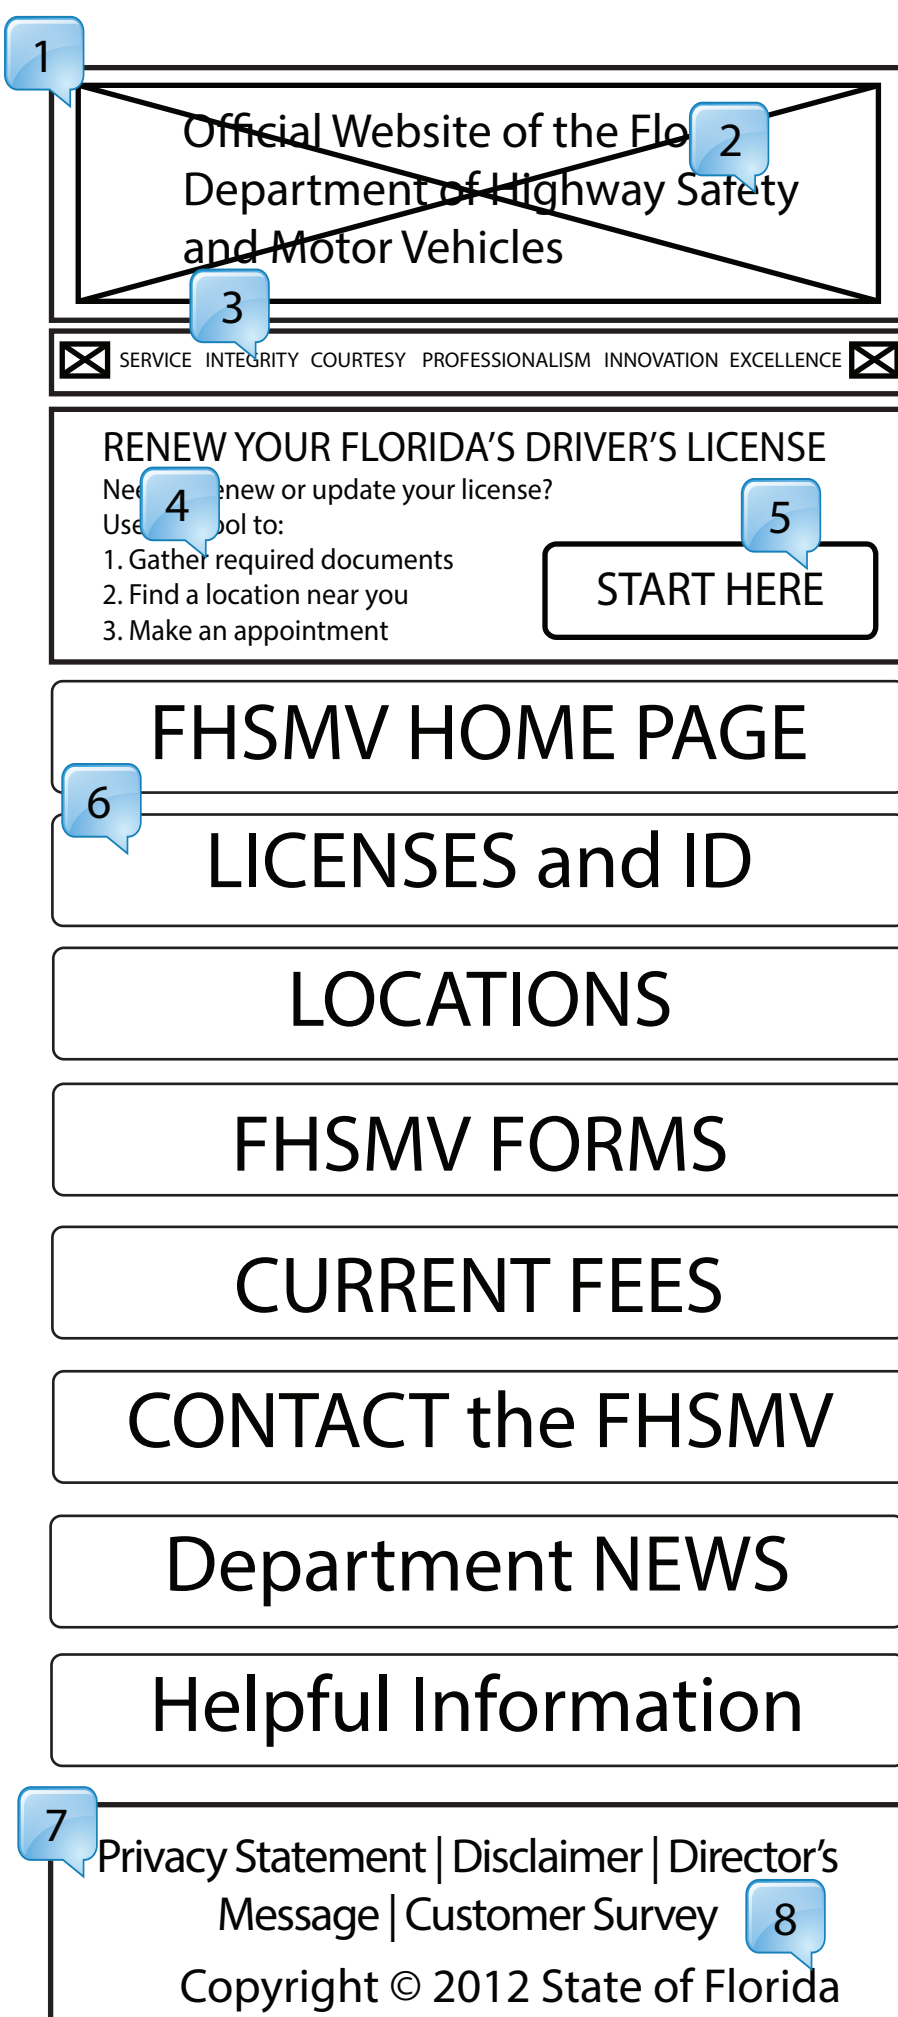 1
Official Website of the Flo
2
Department of Highway Safety
and Motor Vehicles
3
SERVICE INTEGRITY COURTESY PROFESSIONALISM INNOVATION EXCELLENCE
RENEW YOUR FLORIDA'S DRIVER'S LICENSE
renew or update your license?
4
5
Use tool to:
1. Gather required documents
2. Find a location near you
3. Make an appointment
START HERE
FHSMV HOME PAGE
6
LICENSES and ID
LOCATIONS
FHSMV FORMS
CURRENT FEES
CONTACT the FHSMV
Department NEWS
Helpful Information
7
Privacy Statement | Disclaimer | Director's
Message | Customer Survey
8
Copyright © 2012 State of Florida